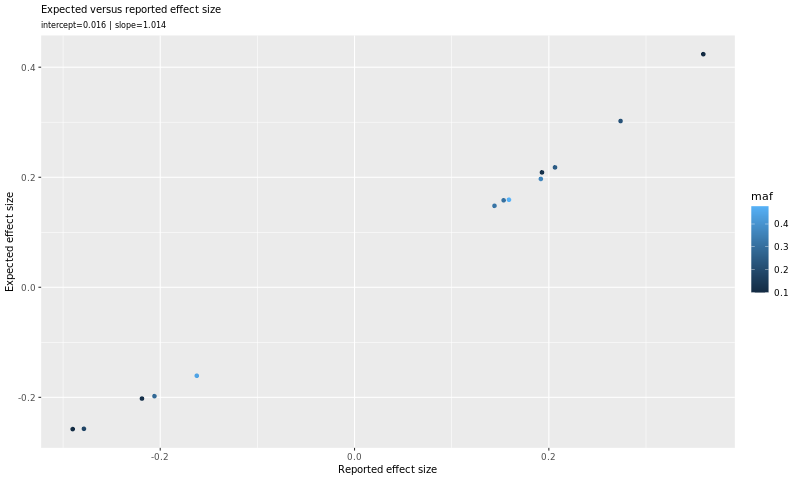 Expected versus reported effect size
intercept=0.016 | slope=1.014
Expected effect size
0.4
0.2
0.0
-0.2
-0.2
0.0
0.2
Reported effect size
maf
0.4
0.3
0.2
0.1